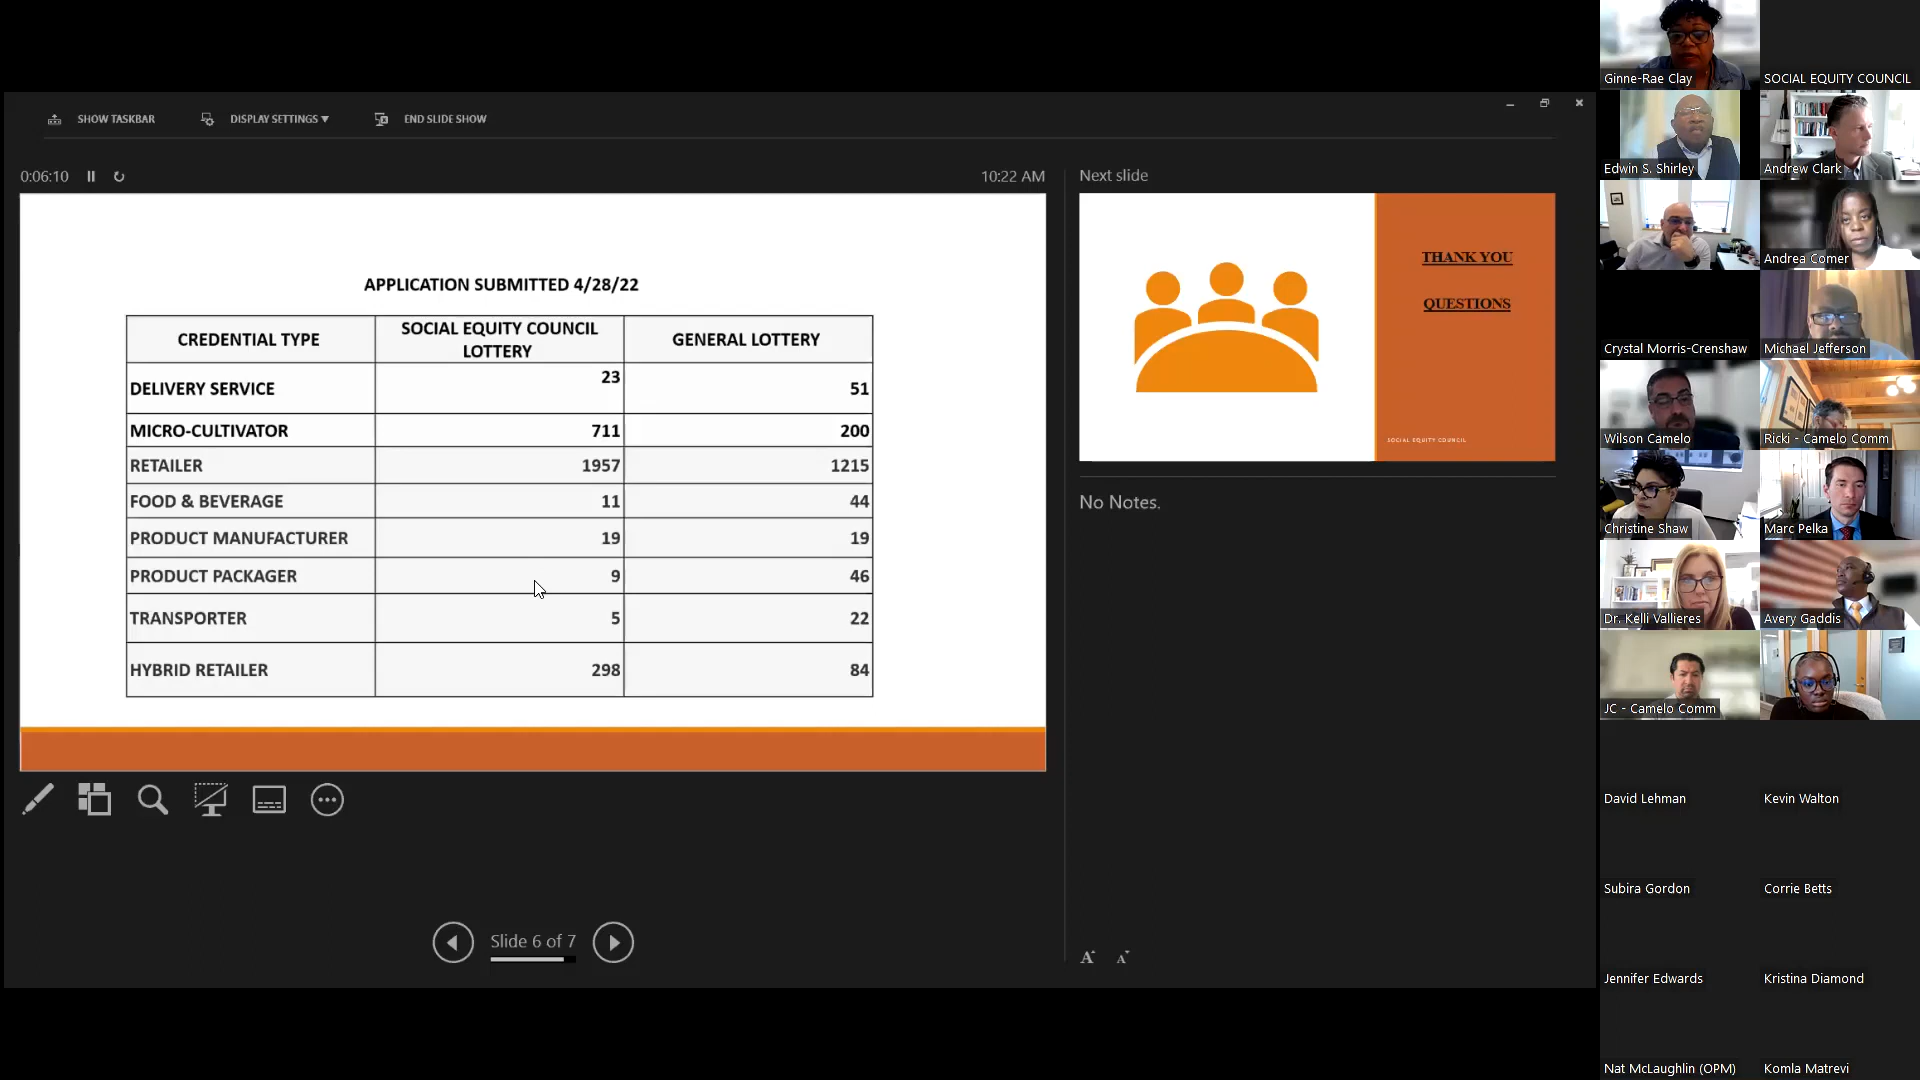 SHOW TASKBAR
DISPLAY SETTINGS ▼
END SLIDE SHOW
0:06:10
10:22 AM
APPLICATION SUBMITTED 4/28/22
CREDENTIAL TYPE
SOCIAL EQUITY COUNCIL
LOTTERY
GENERAL LOTTERY
DELIVERY SERVICE 23 51
MICRO-CULTIVATOR 711 200
RETAILER 1957 1215
FOOD & BEVERAGE 11 44
PRODUCT MANUFACTURER 19 19
PRODUCT PACKAGER 9 46
TRANSPORTER 5 22
HYBRID RETAILER 298 84
Slide 6 of 7
Next slide
THANK YOU
QUESTIONS
SOCIAL EQUITY COUNCIL
No Notes.
A A
Ginne-Rae Clay
SOCIAL EQUITY COUNCIL
Edwin S. Shirley
Andrew Clark
Andrea Comer
Crystal Morris-Crenshaw
Michael Jefferson
Wilson Camelo
Ricki - Camelo Comm
Christine Shaw
Marc Pelka
Dr. Kelli Vallieres
Avery Gaddis
JC - Camelo Comm
David Lehman
Kevin Walton
Subira Gordon
Corrie Betts
Jennifer Edwards
Kristina Diamond
Nat McLaughlin (OPM)
Komla Matrevi